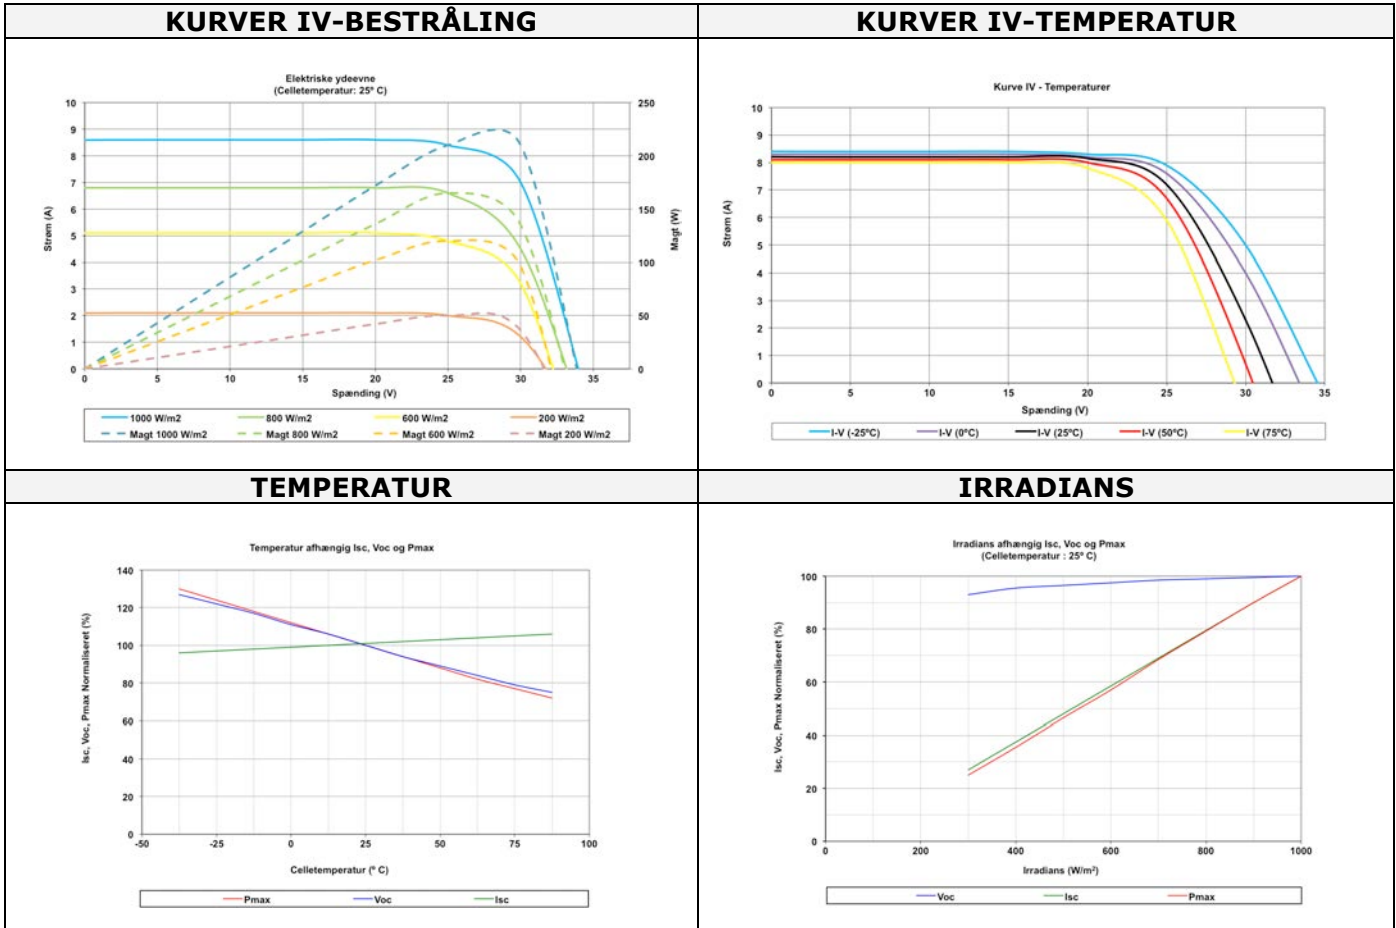 KURVER IV-BESTRÅLING
Elektriske ydeevne
(Celletemperatur: 25º C)
Strøm (A)
10
9
8
7
6
5
4
3
2
1
0
Magt (W)
250
200
150
100
50
0
0 5 10 15 20 25 30 35
Spænding (V)
1000 W/m2 800 W/m2 600 W/m2 200 W/m2
Magt 1000 W/m2 Magt 800 W/m2 Magt 600 W/m2 Magt 200 W/m2
KURVER IV-TEMPERATUR
Kurve IV - Temperaturer
Strøm (A)
10
9
8
7
6
5
4
3
2
1
0
0 5 10 15 20 25 30 35
Spænding (V)
I-V (-25ºC) I-V (0ºC) I-V (25ºC) I-V (50ºC) I-V (75ºC)
TEMPERATUR
Temperatur afhængig Isc, Voc og Pmax
Isc, Voc, Pmax Normaliseret (%)
140
120
100
80
60
40
20
0
-50 -25 0 25 50 75 100
Celletemperatur (º C)
Pmax Voc Isc
IRRADIANS
Irradians afhængig Isc, Voc og Pmax
(Celletemperatur : 25º C)
Isc, Voc, Pmax Normaliseret (%)
100
80
60
40
20
0
0 200 400 600 800 1000
Irradians (W/m²)
Voc Isc Pmax